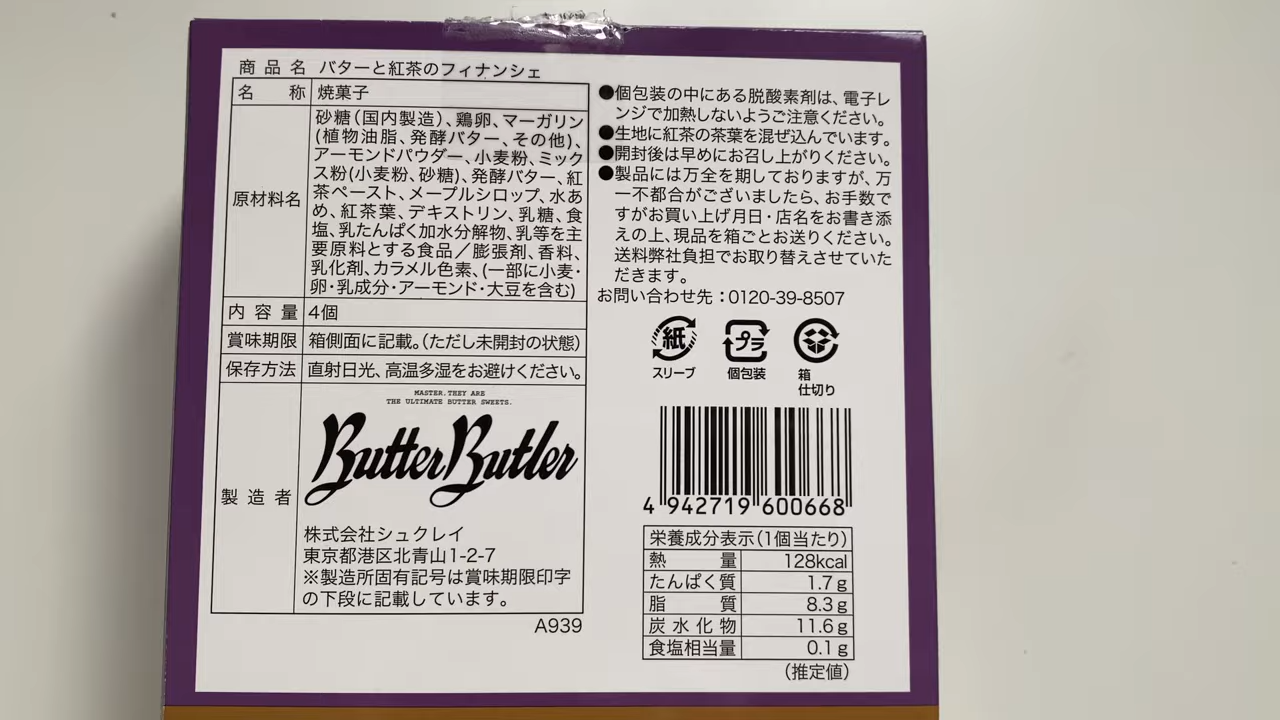 商品名 バターと紅茶のフィナンシェ
名称 焼菓子
原材料名
砂糖(国内製造)、鶏卵、マーガリン
(植物油脂、発酵バター、その他)、
アーモンドパウダー、小麦粉、ミック
ス粉(小麦粉、砂糖)、発酵バター、紅
茶ペースト、メープルシロップ、水あ
め、紅茶葉、デキストリン、乳糖、食
塩、乳たんぱく加水分解物、乳等を主
要原料とする食品/膨張剤、香料、
乳化剤、カラメル色素、(一部に小麦・
卵・乳成分・アーモンド・大豆を含む)
内容量 4個
賞味期限 箱側面に記載。(ただし未開封の状態)
保存方法 直射日光、高温多湿をお避けください。
製造者
MASTER.THEY ARE
THE ULTIMATE BUTTER SWEETS.
Butter Butler
株式会社シュクレイ
東京都港区北青山1-2-7
※製造所固有記号は賞味期限印字
の下段に記載しています。
A939
●個包装の中にある脱酸素剤は、電子レ
ンジで加熱しないようご注意ください。
●生地に紅茶の茶葉を混ぜ込んでいます。
●開封後は早めにお召し上がりください。
●製品には万全を期しておりますが、万
一不都合がございましたら、お手数で
すがお買い上げ月日・店名をお書き添
えの上、現品を箱ごとお送りください。
送料弊社負担でお取り替えさせていた
だきます。
お問い合わせ先:0120-39-8507
紙 プラ
スリーブ 個包装 箱
仕切り
4 942719 600668
栄養成分表示(1個当たり)
熱量 128kcal
たんぱく質 1.7g
脂質 8.3g
炭水化物 11.6g
食塩相当量 0.1g
(推定値)